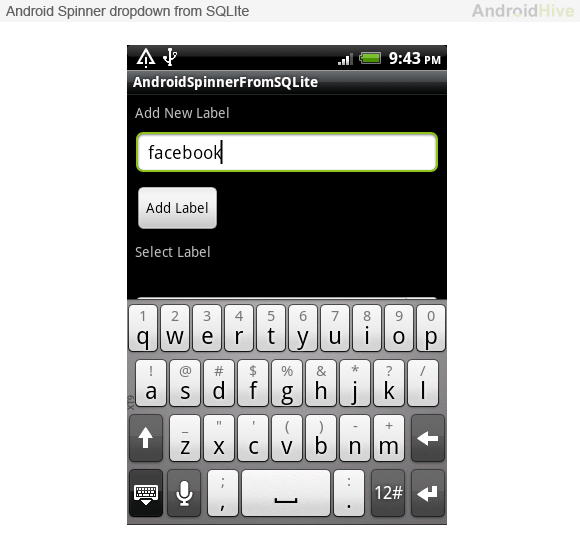 Android Spinner dropdown from SQLIte
AndroidHive
9:43 PM
AndroidSpinnerFromSQLite
Add New Label
facebook
Add Label
Select Label
1 2 3 4 5 6 7 8 9 0
q w e r t y u i o p
! @ # $ % & * ? /
a s d f g h j k l
XT9
_ " ' ( ) - +
z x c v b n m
; :
, . 12#